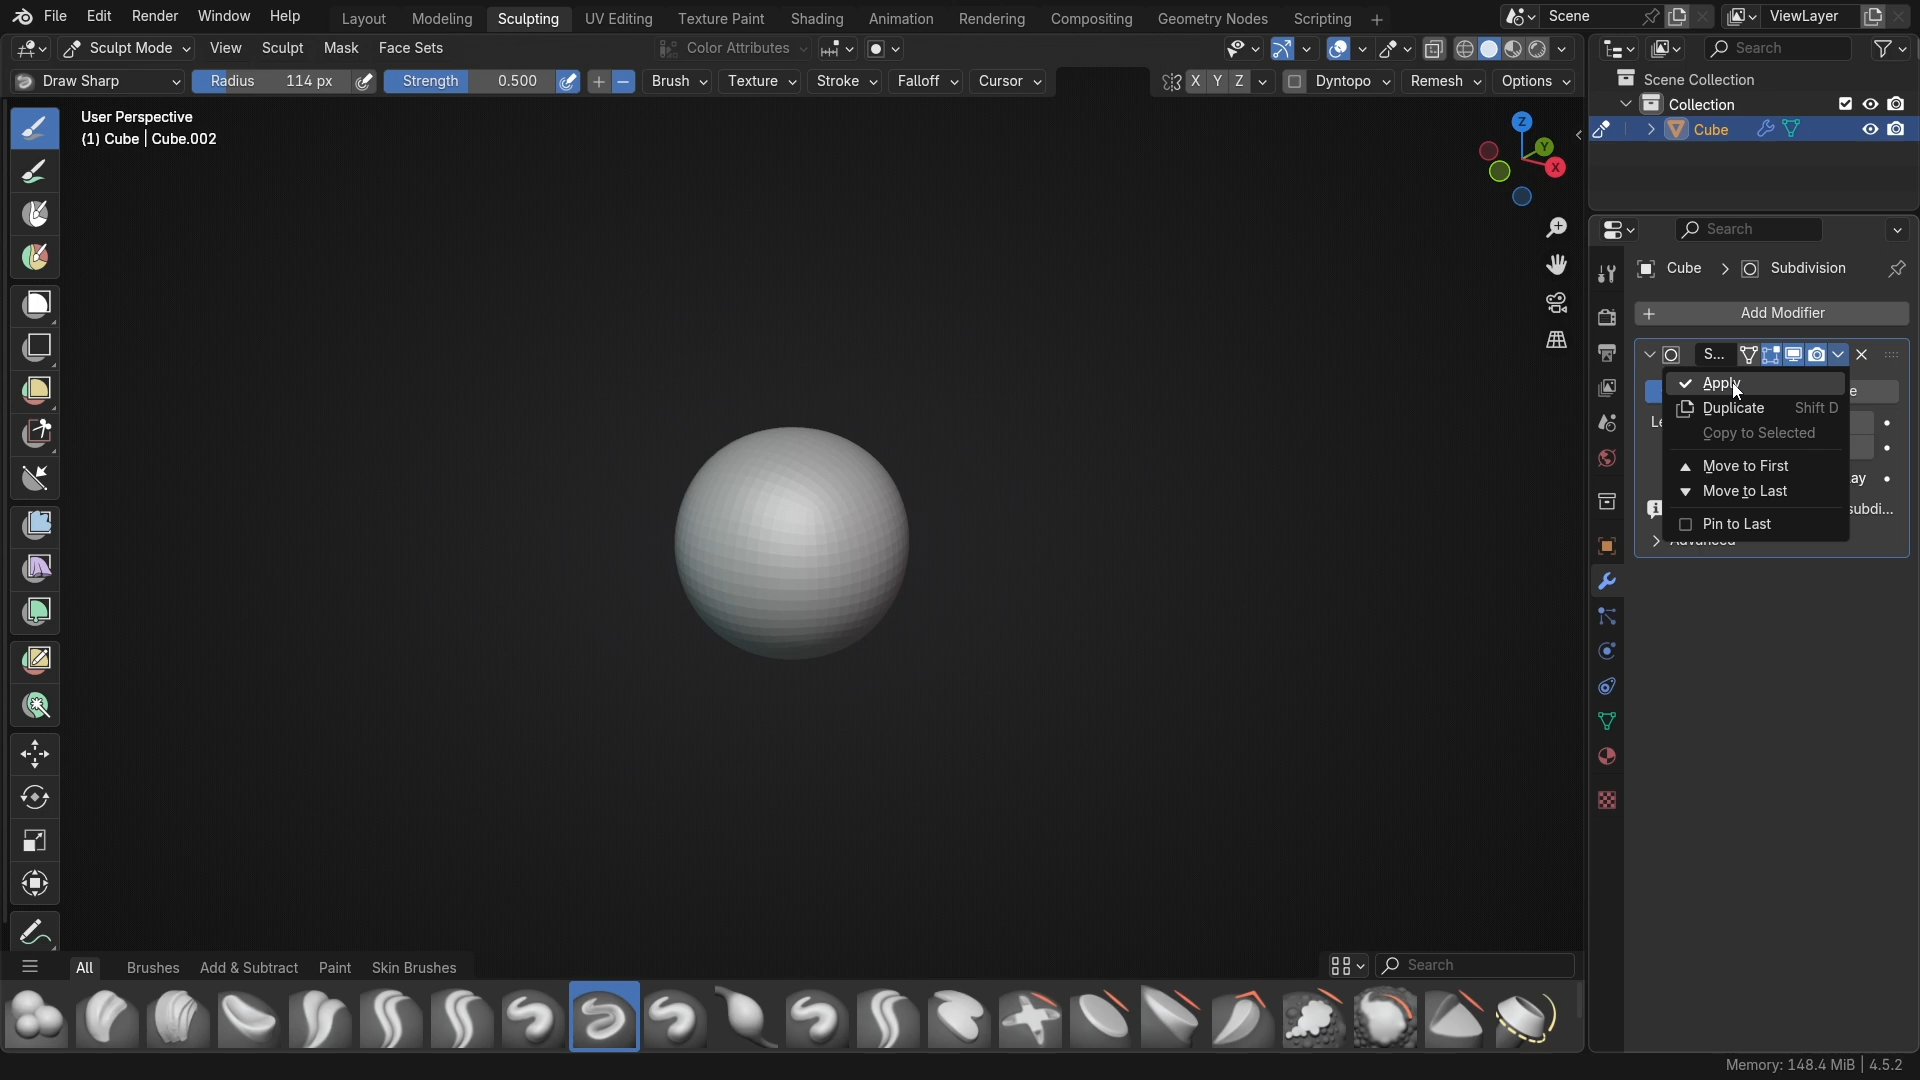 File Edit Render Window Help Layout Modeling Sculpting UV Editing Texture Paint Shading Animation Rendering Compositing Geometry Nodes Scripting + Scene ViewLayer
Sculpt Mode View Sculpt Mask Face Sets Color Attributes Search
Draw Sharp Radius 114 px Strength 0.500 Brush Texture Stroke Falloff Cursor X Y Z Dyntopo Remesh Options
Scene Collection
Collection
Cube
User Perspective
(1) Cube | Cube.002
Z
Y
X
Search
Cube > Subdivision
Add Modifier
S...
Apply
Duplicate Shift D
Copy to Selected
Move to First
Move to Last
subdi...
Pin to Last
Advanced
All Brushes Add & Subtract Paint Skin Brushes Search
Memory: 148.4 MiB | 4.5.2